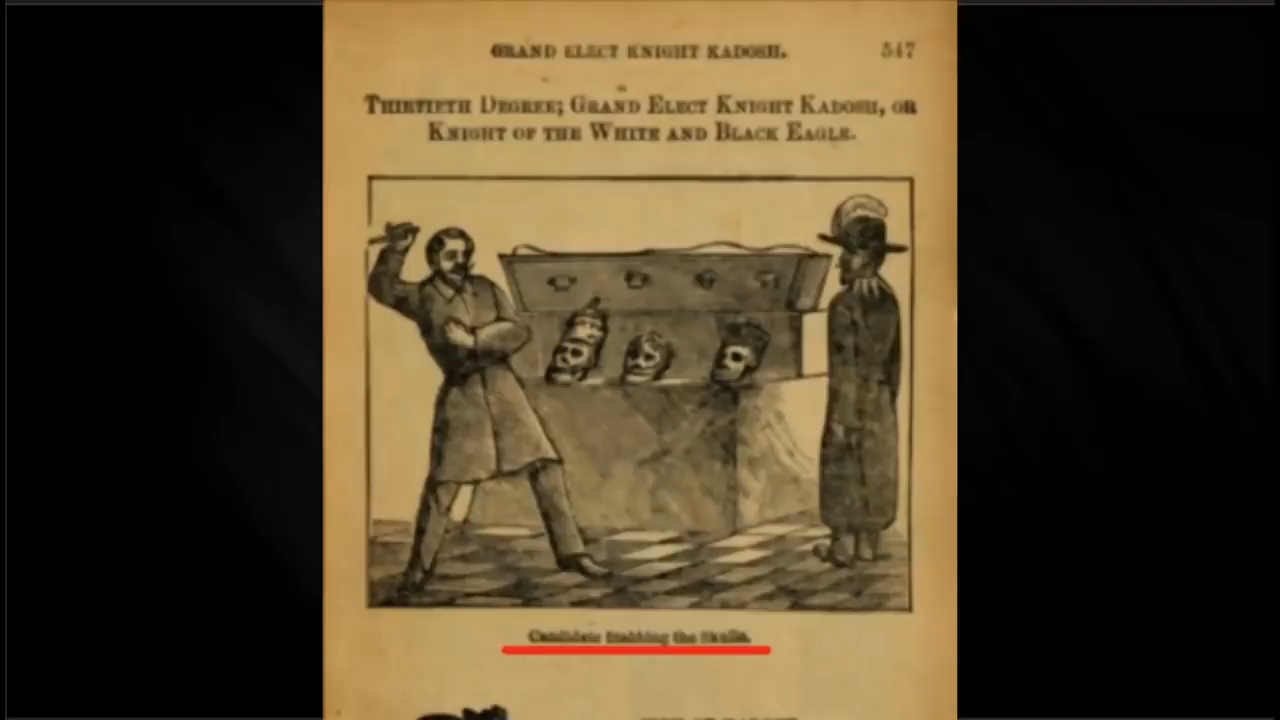 GRAND ELECT KNIGHT KADOSH. 547
THIRTIETH DEGREE; GRAND ELECT KNIGHT KADOSH, OR
KNIGHT OF THE WHITE AND BLACK EAGLE.
Candidate Stabbing the Skulls.